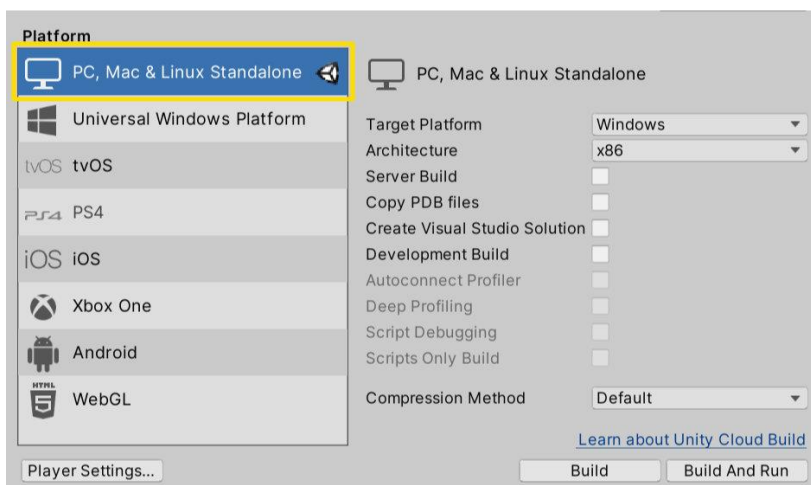 Platform
PC, Mac & Linux Standalone
Universal Windows Platform
tvOS tvOS
PS4 PS4
iOS iOS
Xbox One
Android
HTML
5 WebGL
Player Settings...
PC, Mac & Linux Standalone
Target Platform Windows
Architecture x86
Server Build
Copy PDB files
Create Visual Studio Solution
Development Build
Autoconnect Profiler
Deep Profiling
Script Debugging
Scripts Only Build
Compression Method Default
Learn about Unity Cloud Build
Build Build And Run